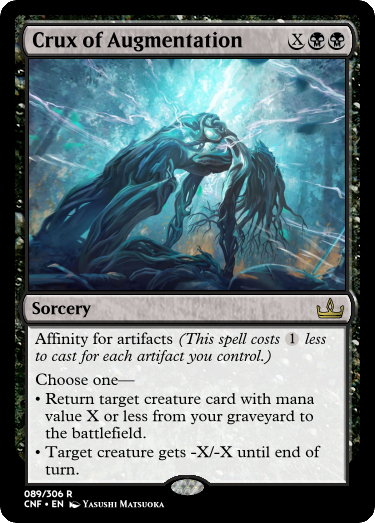 Crux of Augmentation X
Sorcery
Affinity for artifacts (This spell costs 1 less
to cast for each artifact you control.)
Choose one—
• Return target creature card with mana
value X or less from your graveyard to
the battlefield.
• Target creature gets -X/-X until end of
turn.
089/306 R
CNF • EN Yasushi Matsuoka